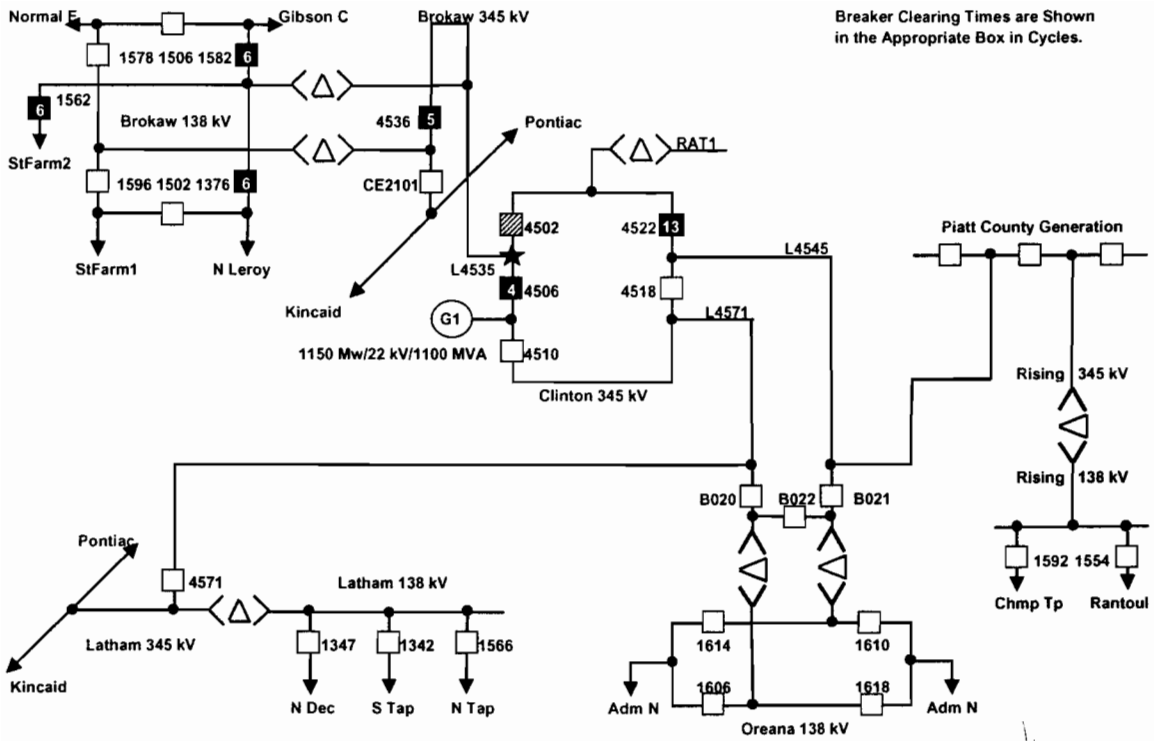 Normal E
Gibson C
Brokaw 345 kV
Breaker Clearing Times are Shown
in the Appropriate Box in Cycles.
1578 1506 1582
6
6
1562
Brokaw 138 kV
4536
5
Pontiac
StFarm2
RAT1
1596 1502 1376
6
CE2101
4502
4522
13
Piatt County Generation
StFarm1
N Leroy
L4535
L4545
4
4506
4518
Kincaid
G1
L4571
1150 Mw/22 kV/1100 MVA
4510
Clinton 345 kV
Rising
345 kV
Rising
138 kV
B020
B022
B021
Pontiac
4571
Latham 138 kV
1592
1554
Chmp Tp
Rantoul
Latham 345 kV
1347
1342
1566
1614
1610
Kincaid
N Dec
S Tap
N Tap
Adm N
1606
1618
Adm N
Oreana 138 kV